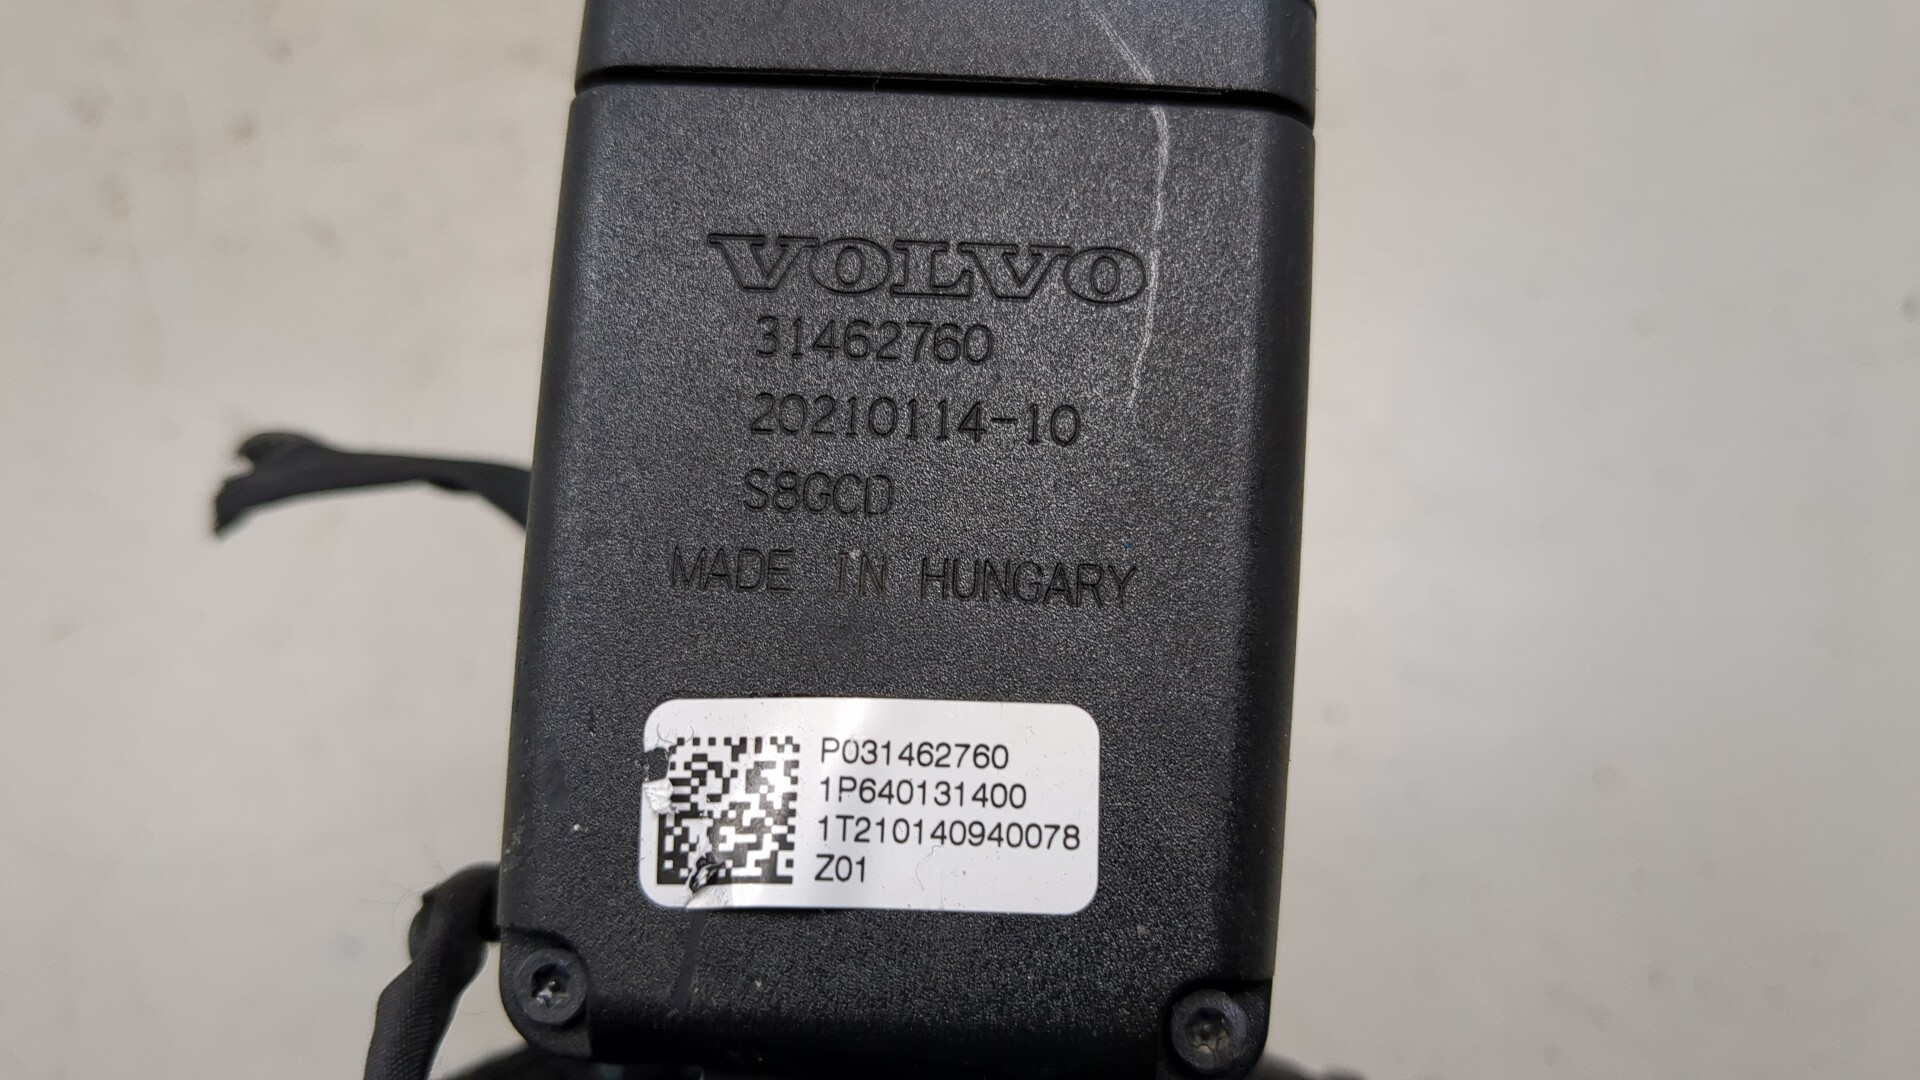 VOLVO
31462760
20210114-10
S8GCD
MADE IN HUNGARY
P031462760
1P640131400
1T210140940078
Z01